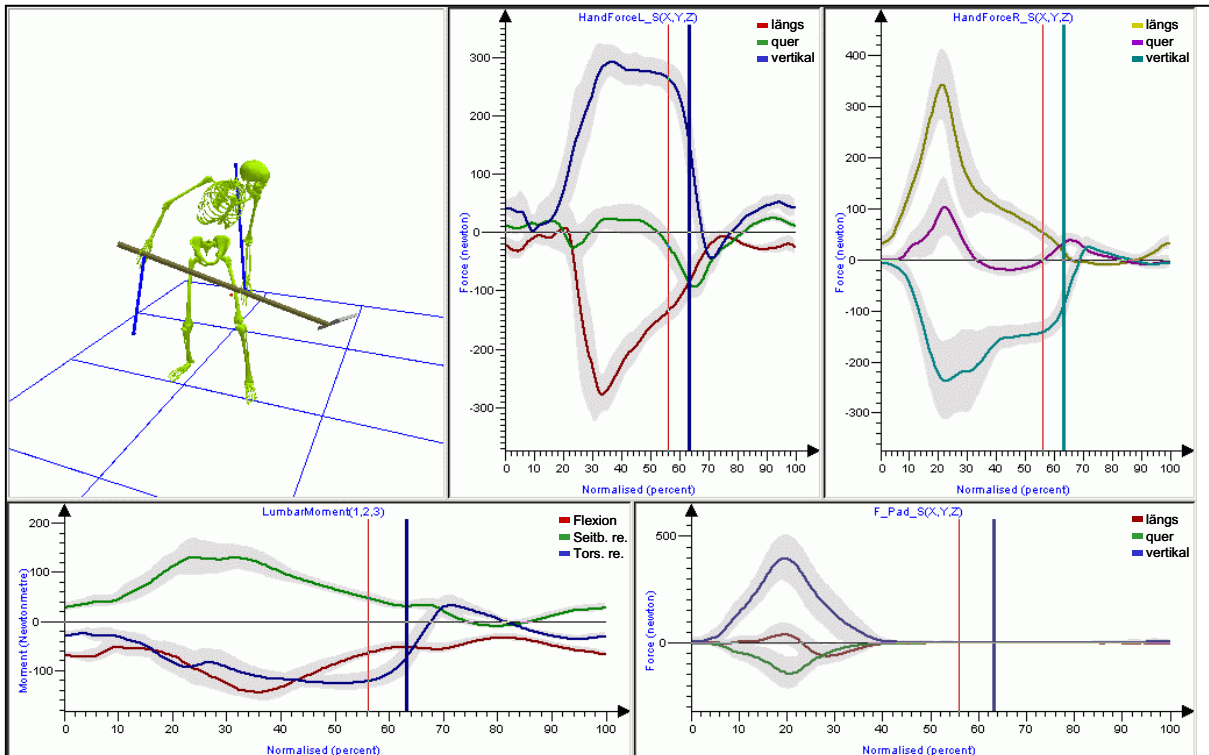 HandForceL_S(X,Y,Z)
längs
quer
vertikal
300
200
100
0
-100
-200
-300
Force (newton)
0 10 20 30 40 50 60 70 80 90 100
Normalised (percent)
HandForceR_S(X,Y,Z)
längs
quer
vertikal
400
300
200
100
0
-100
-200
-300
Force (newton)
0 10 20 30 40 50 60 70 80 90 100
Normalised (percent)
LumbarMoment(1,2,3)
Flexion
Seitb. re.
Tors. re.
200
100
0
-100
Moment (Newtonmetre)
0 10 20 30 40 50 60 70 80 90 100
Normalised (percent)
F_Pad_S(X,Y,Z)
längs
quer
vertikal
500
0
Force (newton)
0 10 20 30 40 50 60 70 80 90 100
Normalised (percent)